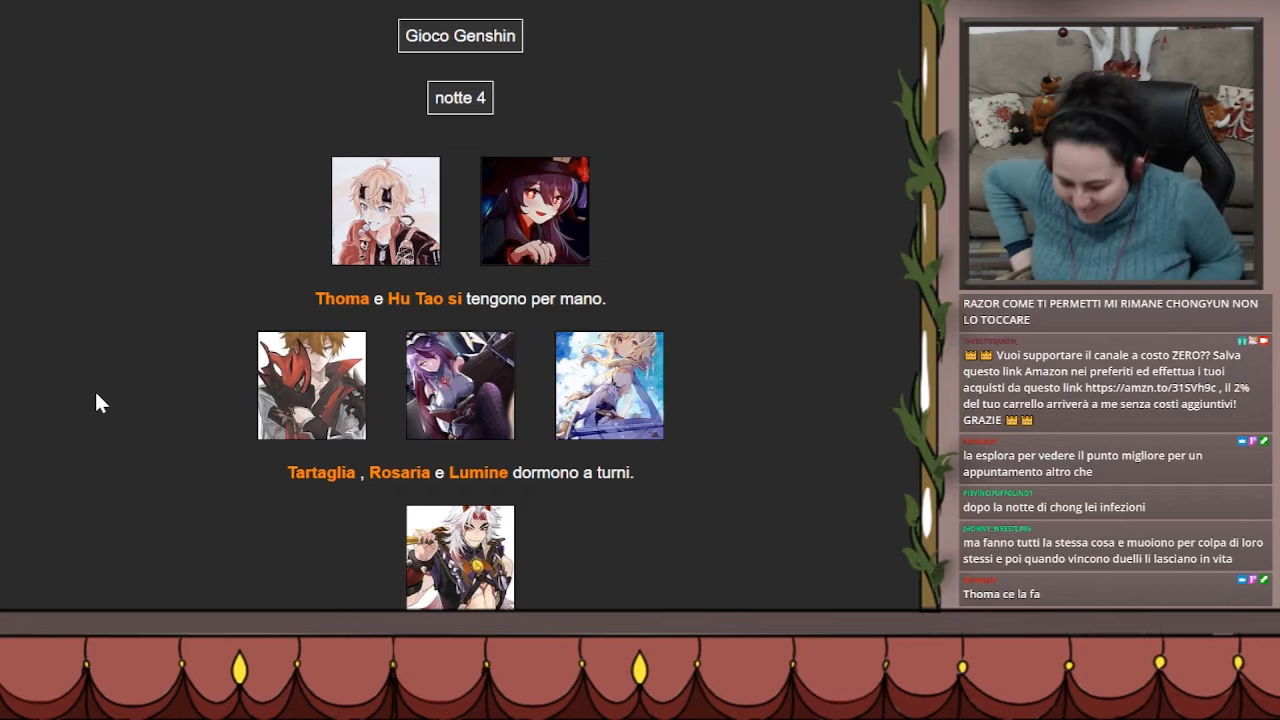 Gioco Genshin
notte 4
Thoma e Hu Tao si tengono per mano.
Tartaglia , Rosaria e Lumine dormono a turni.
RAZOR COME TI PERMETTI MI RIMANE CHONGYUN NON
LO TOCCARE
👑 👑 Vuoi supportare il canale a costo ZERO?? Salva
questo link Amazon nei preferiti ed effettua i tuoi
acquisti da questo link https://amzn.to/31SVh9c , il 2%
del tuo carrello arriverà a me senza costi aggiuntivi!
GRAZIE 👑 👑
la esplora per vedere il punto migliore per un
appuntamento altro che
dopo la notte di chong lei infezioni
JHONNY_WRESTLING
ma fanno tutti la stessa cosa e muoiono per colpa di loro
stessi e poi quando vincono duelli li lasciano in vita
Thoma ce la fa